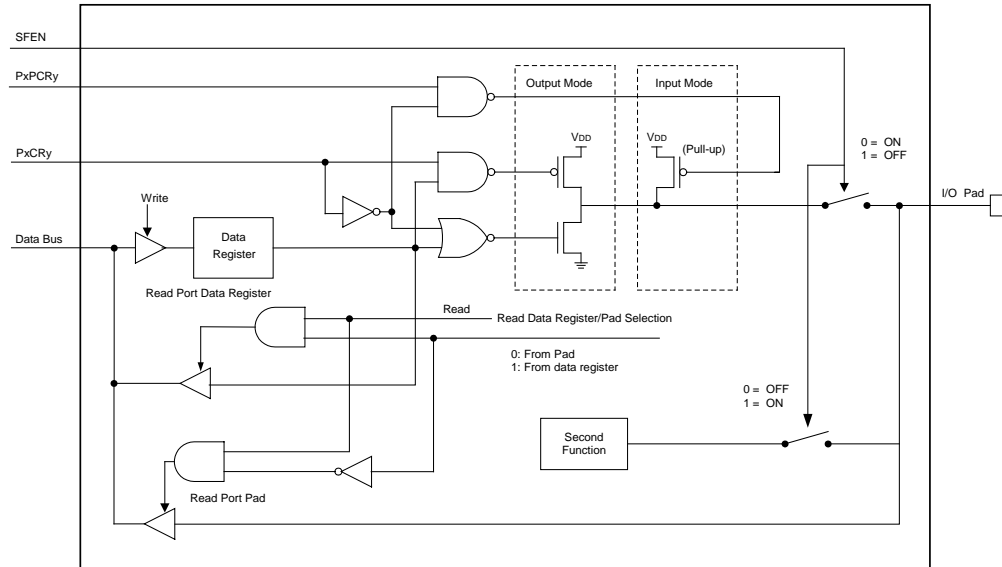 SFEN
PxPCRy
Output Mode
Input Mode
VDD
VDD
(Pull-up)
0 = ON
1 = OFF
PxCRy
I/O Pad
Write
Data Bus
Data
Register
Read Port Data Register
Read
Read Data Register/Pad Selection
0: From Pad
1: From data register
0 = OFF
1 = ON
Second
Function
Read Port Pad